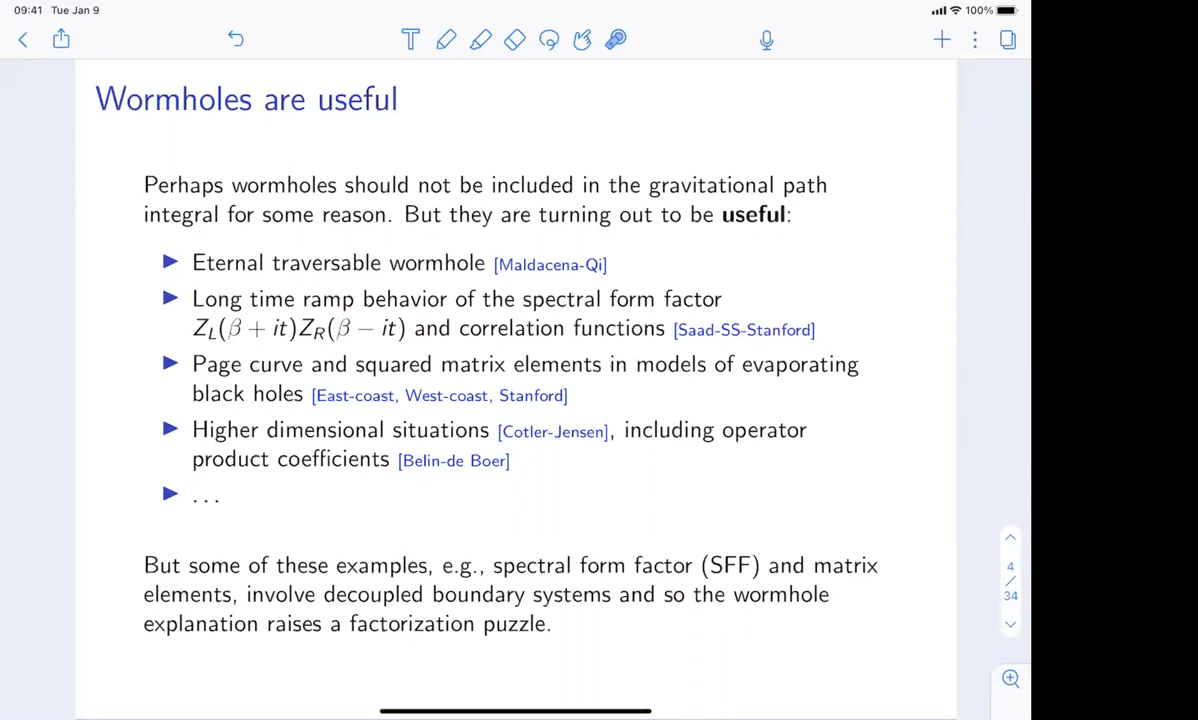 09:41 Tue Jan 9
100%
Wormholes are useful
Perhaps wormholes should not be included in the gravitational path
integral for some reason. But they are turning out to be useful:
▶ Eternal traversable wormhole [Maldacena-Qi]
▶ Long time ramp behavior of the spectral form factor
Z_L(β + it)Z_R(β − it) and correlation functions [Saad-SS-Stanford]
▶ Page curve and squared matrix elements in models of evaporating
black holes [East-coast, West-coast, Stanford]
▶ Higher dimensional situations [Cotler-Jensen], including operator
product coefficients [Belin-de Boer]
▶ ...
But some of these examples, e.g., spectral form factor (SFF) and matrix
elements, involve decoupled boundary systems and so the wormhole
explanation raises a factorization puzzle.
4
/
34